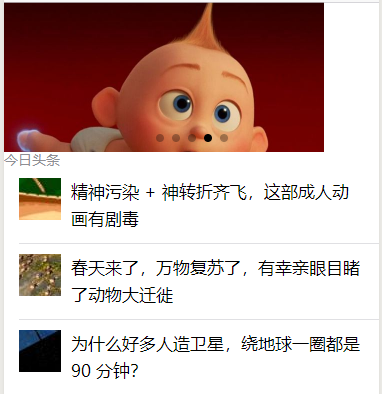 今日头条
精神污染 + 神转折齐飞，这部成人动
画有剧毒
春天来了，万物复苏了，有幸亲眼目睹
了动物大迁徙
为什么好多人造卫星，绕地球一圈都是
90 分钟？